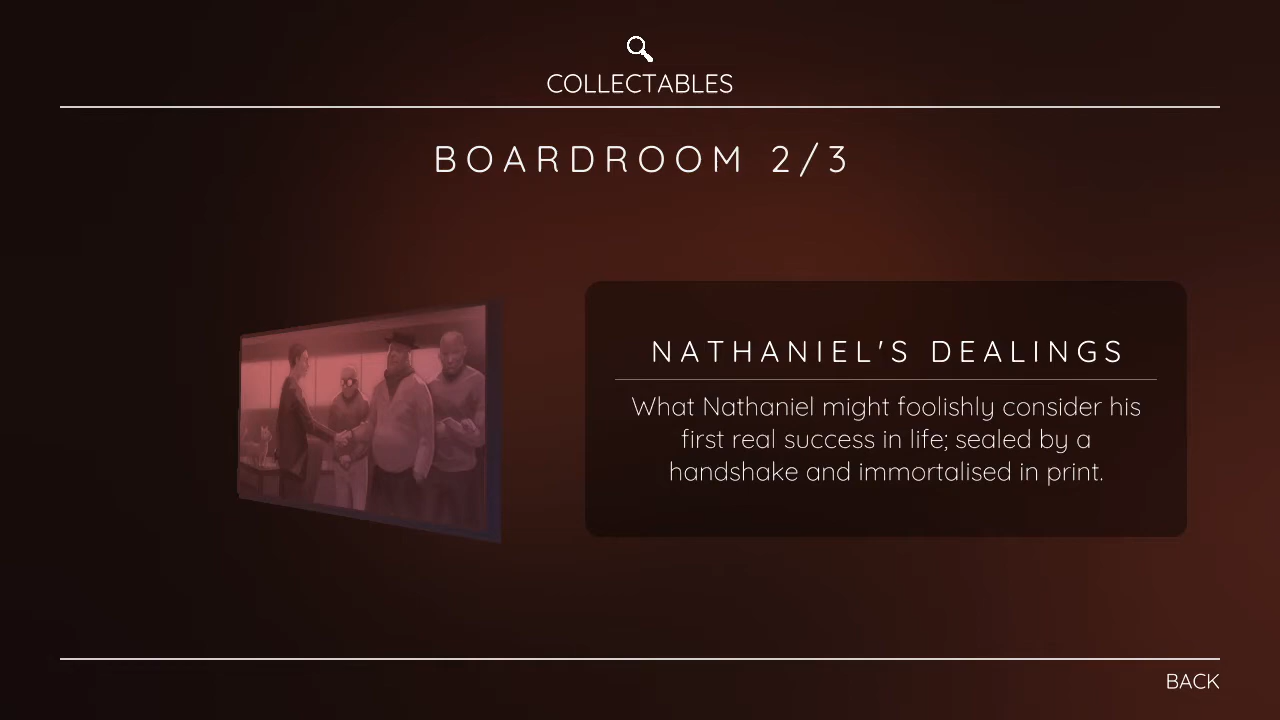 COLLECTABLES
BOARDROOM 2/3
NATHANIEL'S DEALINGS
What Nathaniel might foolishly consider his
first real success in life; sealed by a
handshake and immortalised in print.
BACK